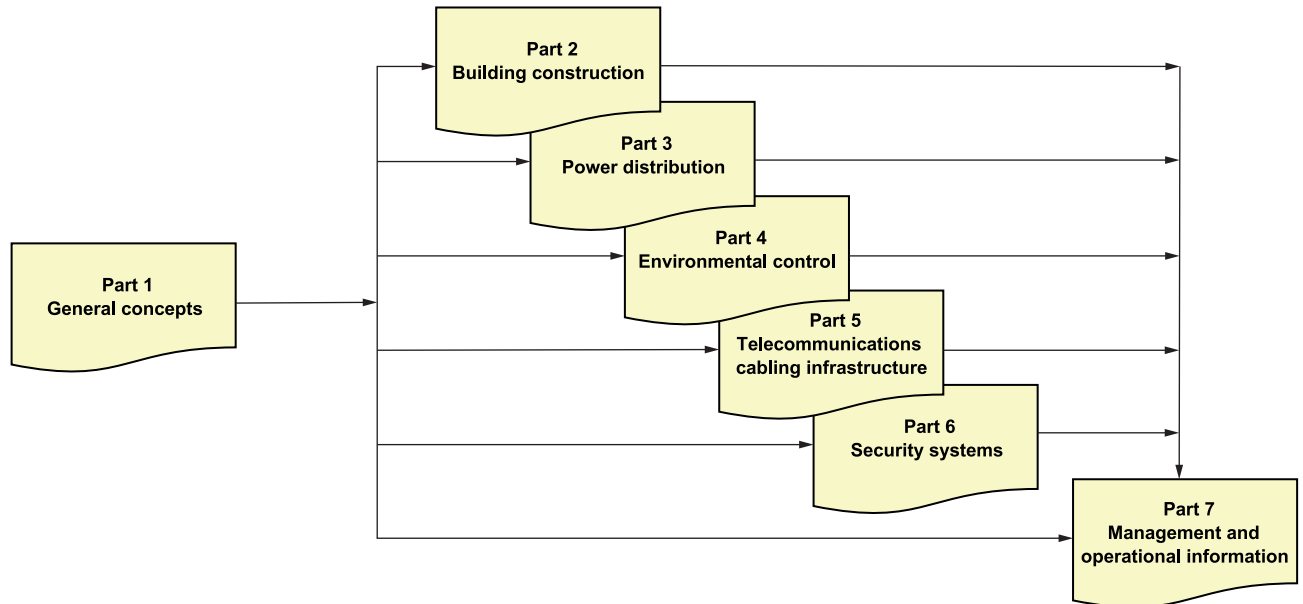 Part 2
Building construction
Part 3
Power distribution
Part 4
Environmental control
Part 1
General concepts
Part 5
Telecommunications
cabling infrastructure
Part 6
Security systems
Part 7
Management and
operational information